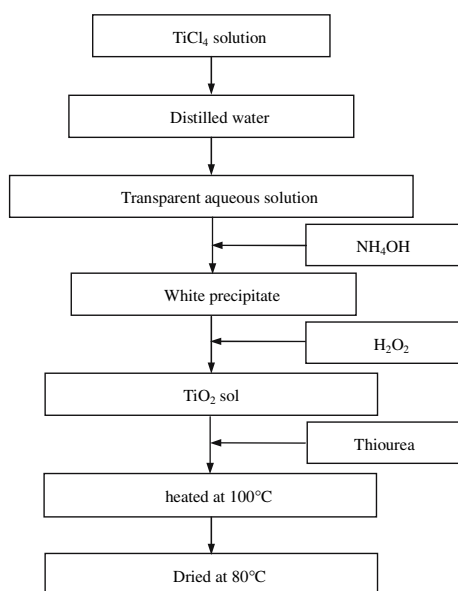 TiCl₄ solution
Distilled water
Transparent aqueous solution
NH₄OH
White precipitate
H₂O₂
TiO₂ sol
Thiourea
heated at 100°C
Dried at 80°C